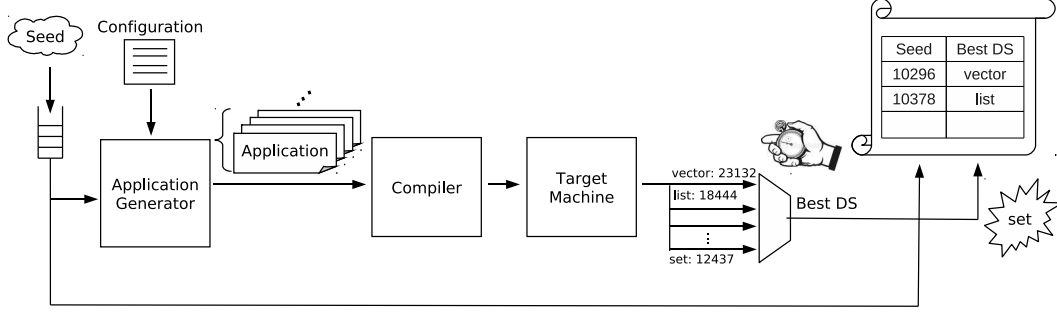 Seed
Configuration
Application
Generator
Application
Compiler
Target
Machine
vector: 23132
list: 18444
set: 12437
Best DS
Seed Best DS
10296 vector
10378 list
set